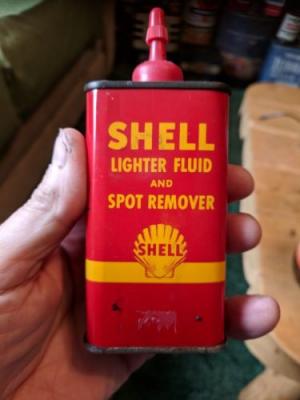 SHELL
LIGHTER FLUID
AND
SPOT REMOVER
SHELL